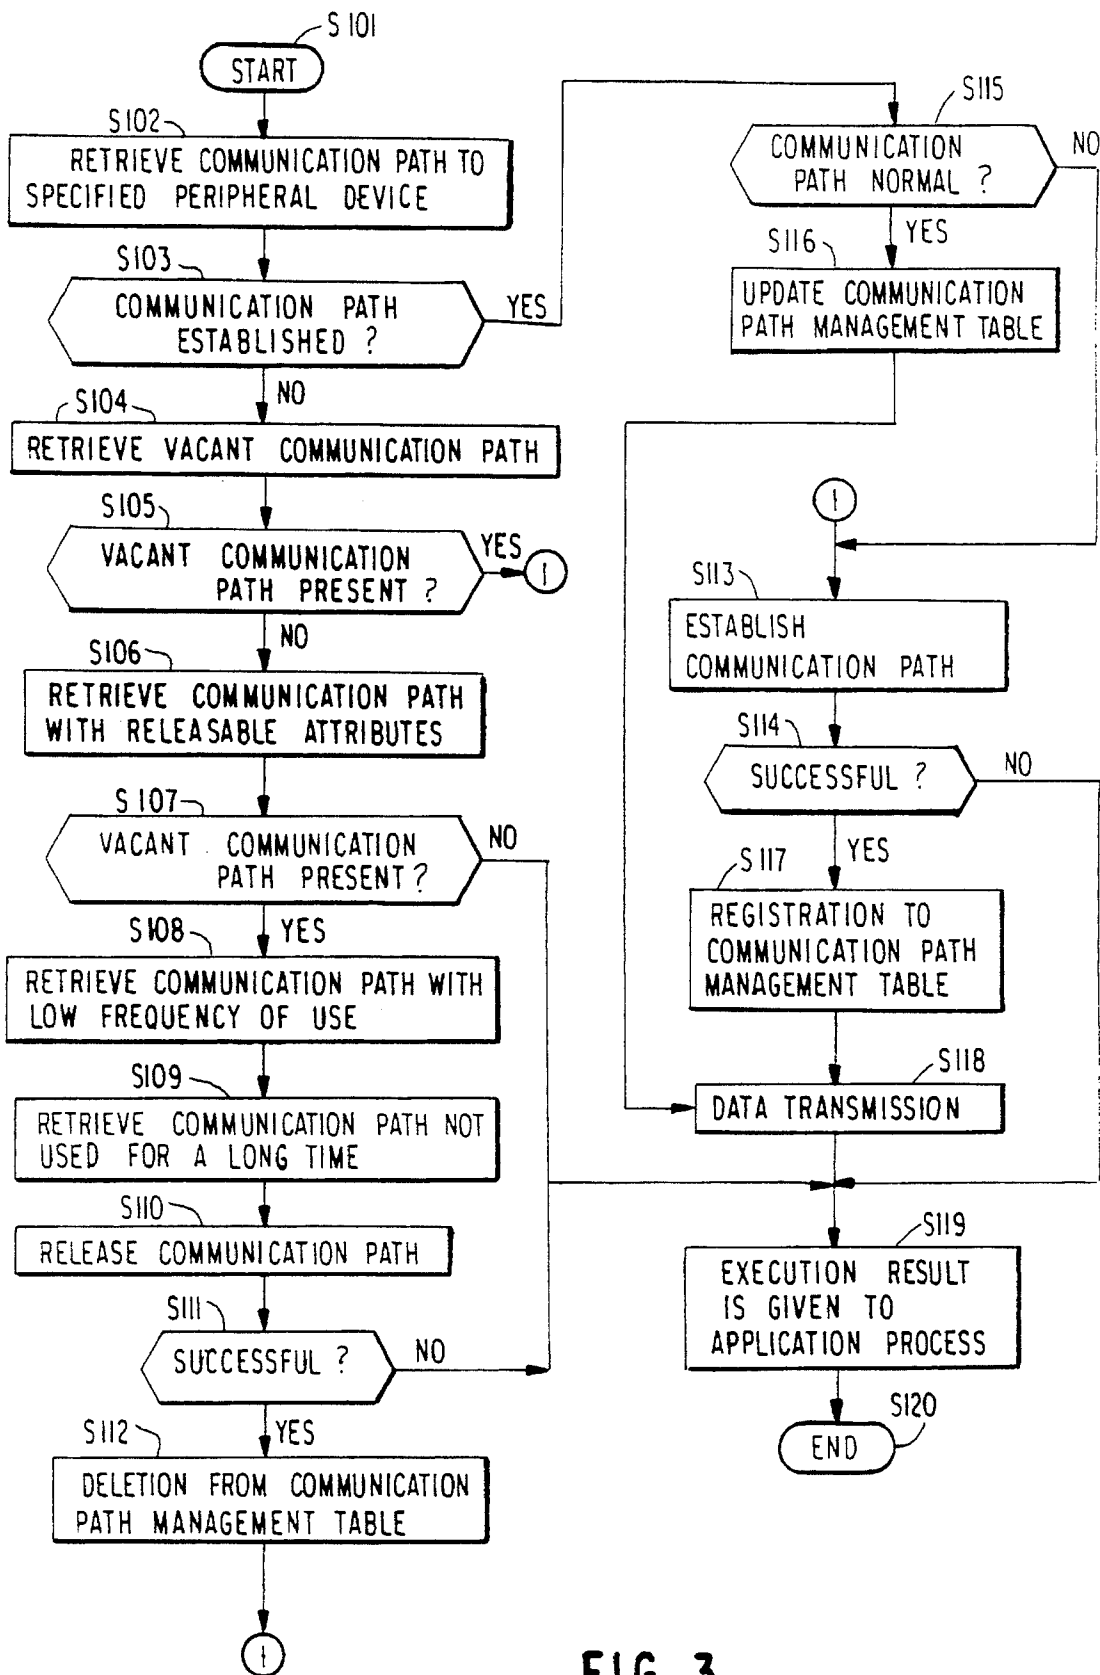 S101
START
S102
RETRIEVE COMMUNICATION PATH TO
SPECIFIED PERIPHERAL DEVICE
S103
COMMUNICATION PATH
ESTABLISHED ?
YES
NO
S104
RETRIEVE VACANT COMMUNICATION PATH
S105
VACANT COMMUNICATION
PATH PRESENT ?
YES
1
NO
S106
RETRIEVE COMMUNICATION PATH
WITH RELEASABLE ATTRIBUTES
S107
VACANT COMMUNICATION
PATH PRESENT ?
NO
YES
S108
RETRIEVE COMMUNICATION PATH WITH
LOW FREQUENCY OF USE
S109
RETRIEVE COMMUNICATION PATH NOT
USED FOR A LONG TIME
S110
RELEASE COMMUNICATION PATH
S111
SUCCESSFUL ?
NO
YES
S112
DELETION FROM COMMUNICATION
PATH MANAGEMENT TABLE
1
S115
COMMUNICATION
PATH NORMAL ?
NO
YES
S116
UPDATE COMMUNICATION
PATH MANAGEMENT TABLE
1
S113
ESTABLISH
COMMUNICATION PATH
S114
SUCCESSFUL ?
NO
YES
S117
REGISTRATION TO
COMMUNICATION PATH
MANAGEMENT TABLE
S118
DATA TRANSMISSION
S119
EXECUTION RESULT
IS GIVEN TO
APPLICATION PROCESS
S120
END
FIG. 3